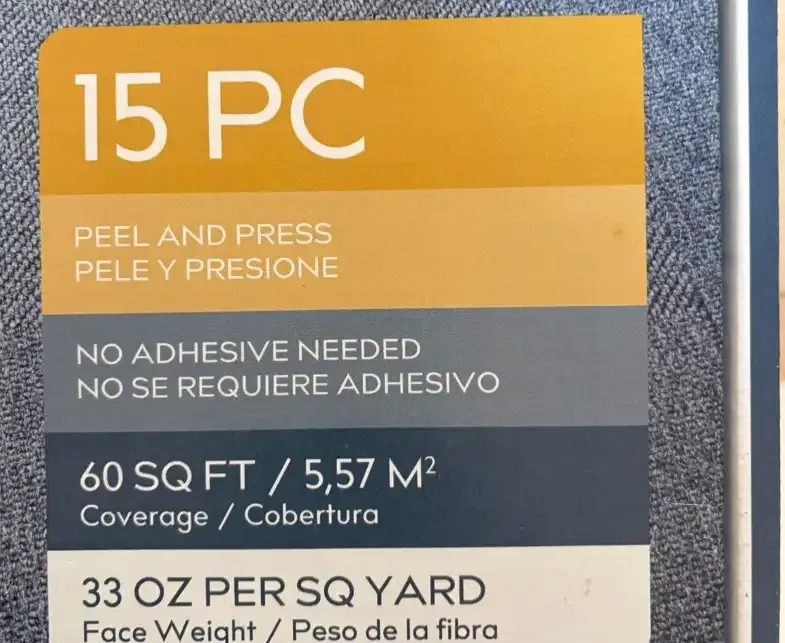 15 PC
PEEL AND PRESS
PELE Y PRESIONE
NO ADHESIVE NEEDED
NO SE REQUIERE ADHESIVO
60 SQ FT / 5,57 M²
Coverage / Cobertura
33 OZ PER SQ YARD
Face Weight / Peso de la fibra